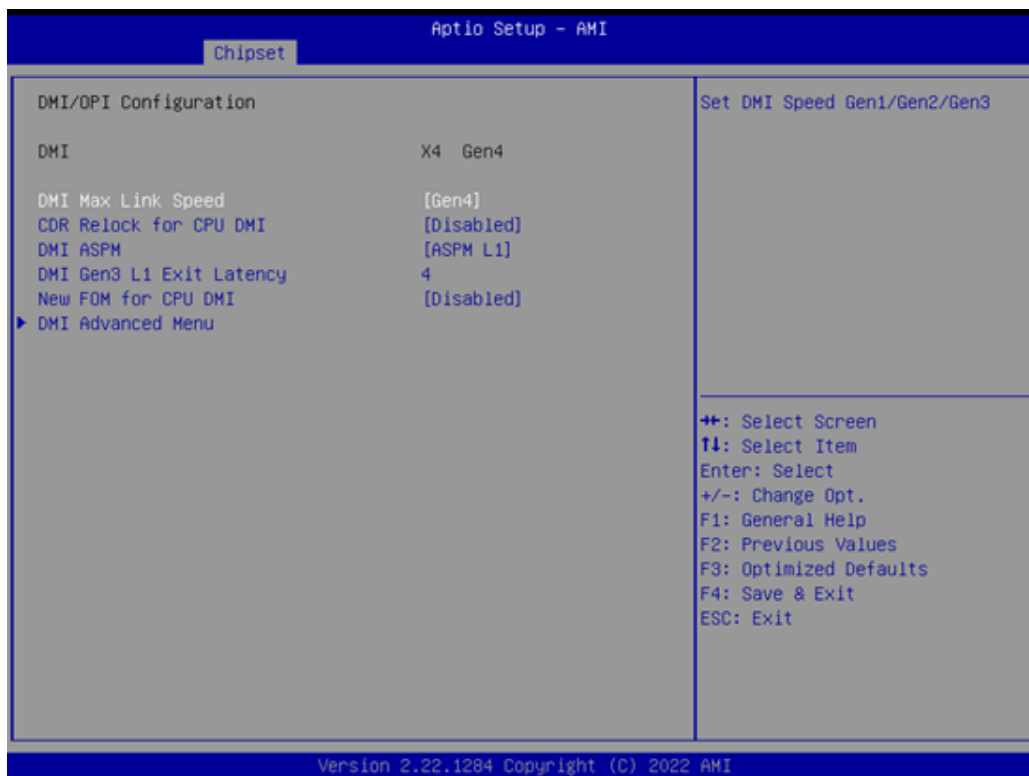 Aptio Setup - AMI
Chipset
DMI/OPI Configuration
DMI X4 Gen4
DMI Max Link Speed [Gen4]
CDR Relock for CPU DMI [Disabled]
DMI ASPM [ASPM L1]
DMI Gen3 L1 Exit Latency 4
New FOM for CPU DMI [Disabled]
DMI Advanced Menu
Set DMI Speed Gen1/Gen2/Gen3
→←: Select Screen
↑↓: Select Item
Enter: Select
+/-: Change Opt.
F1: General Help
F2: Previous Values
F3: Optimized Defaults
F4: Save & Exit
ESC: Exit
Version 2.22.1284 Copyright (C) 2022 AMI